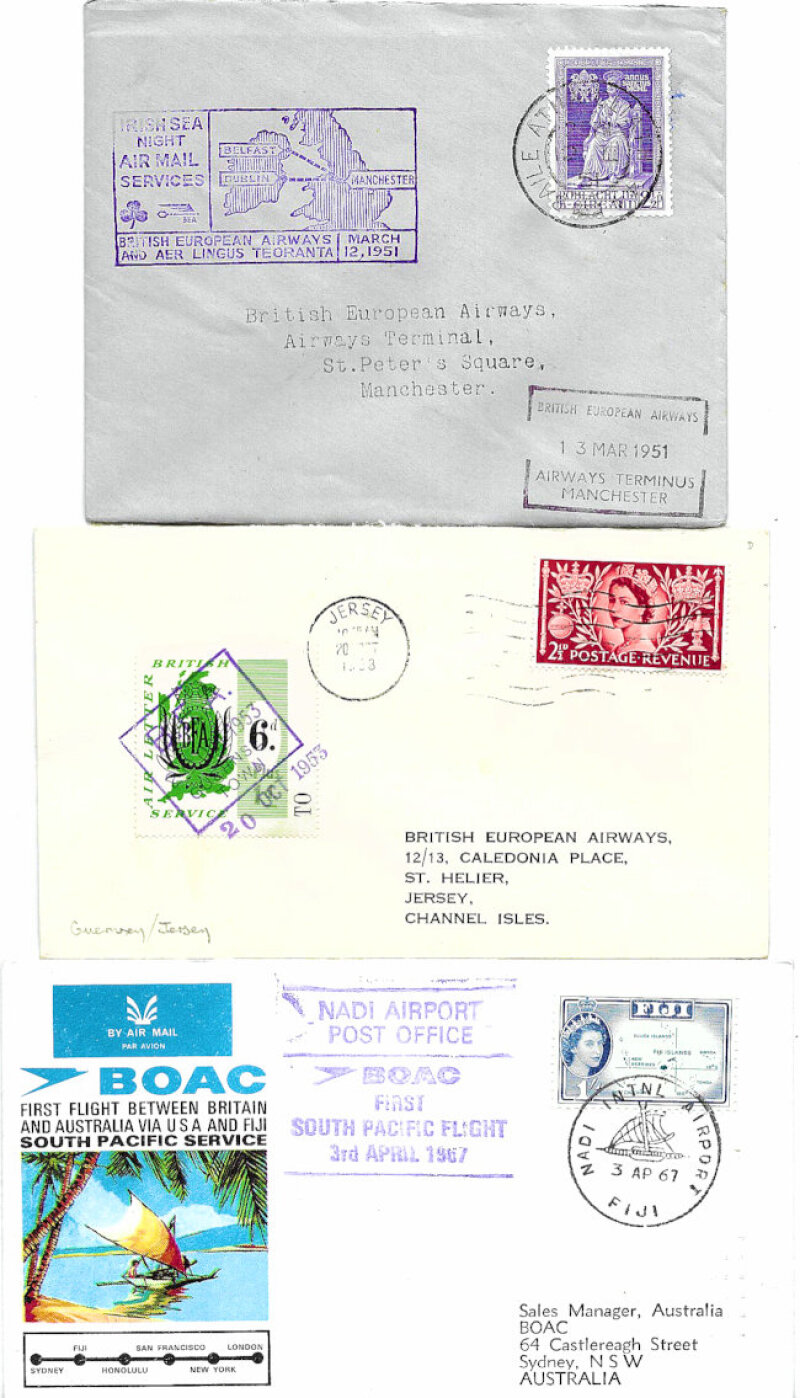 IRISH SEA
NIGHT
AIR MAIL
SERVICES
BELFAST
DUBLIN
MANCHESTER
BEA
BRITISH EUROPEAN AIRWAYS
AND AER LINGUS TEORANTA
MARCH
12, 1951
British European Airways,
Airways Terminal,
St.Peter's Square,
Manchester.
BRITISH EUROPEAN AIRWAYS
13 MAR 1951
AIRWAYS TERMINUS
MANCHESTER
D
JERSEY
2½D
POSTAGE·REVENUE
BRITISH
AIR LETTER
SERVICE
BEA
6d.
TO
20 OCT 1953
BRITISH EUROPEAN AIRWAYS,
12/13, CALEDONIA PLACE,
ST. HELIER,
JERSEY,
CHANNEL ISLES.
Guernsey/Jersey
BY AIR MAIL
PAR AVION
BOAC
FIRST FLIGHT BETWEEN BRITAIN
AND AUSTRALIA VIA USA AND FIJI
SOUTH PACIFIC SERVICE
NADI AIRPORT
POST OFFICE
BOAC
FIRST
SOUTH PACIFIC FLIGHT
3rd APRIL 1967
FIJI
FIJI ISLANDS
NADI INTNL AIRPORT
3 AP 67
FIJI
FIJI
SAN FRANCISCO
LONDON
SYDNEY
HONOLULU
NEW YORK
Sales Manager, Australia
BOAC
64 Castlereagh Street
Sydney, N S W
AUSTRALIA